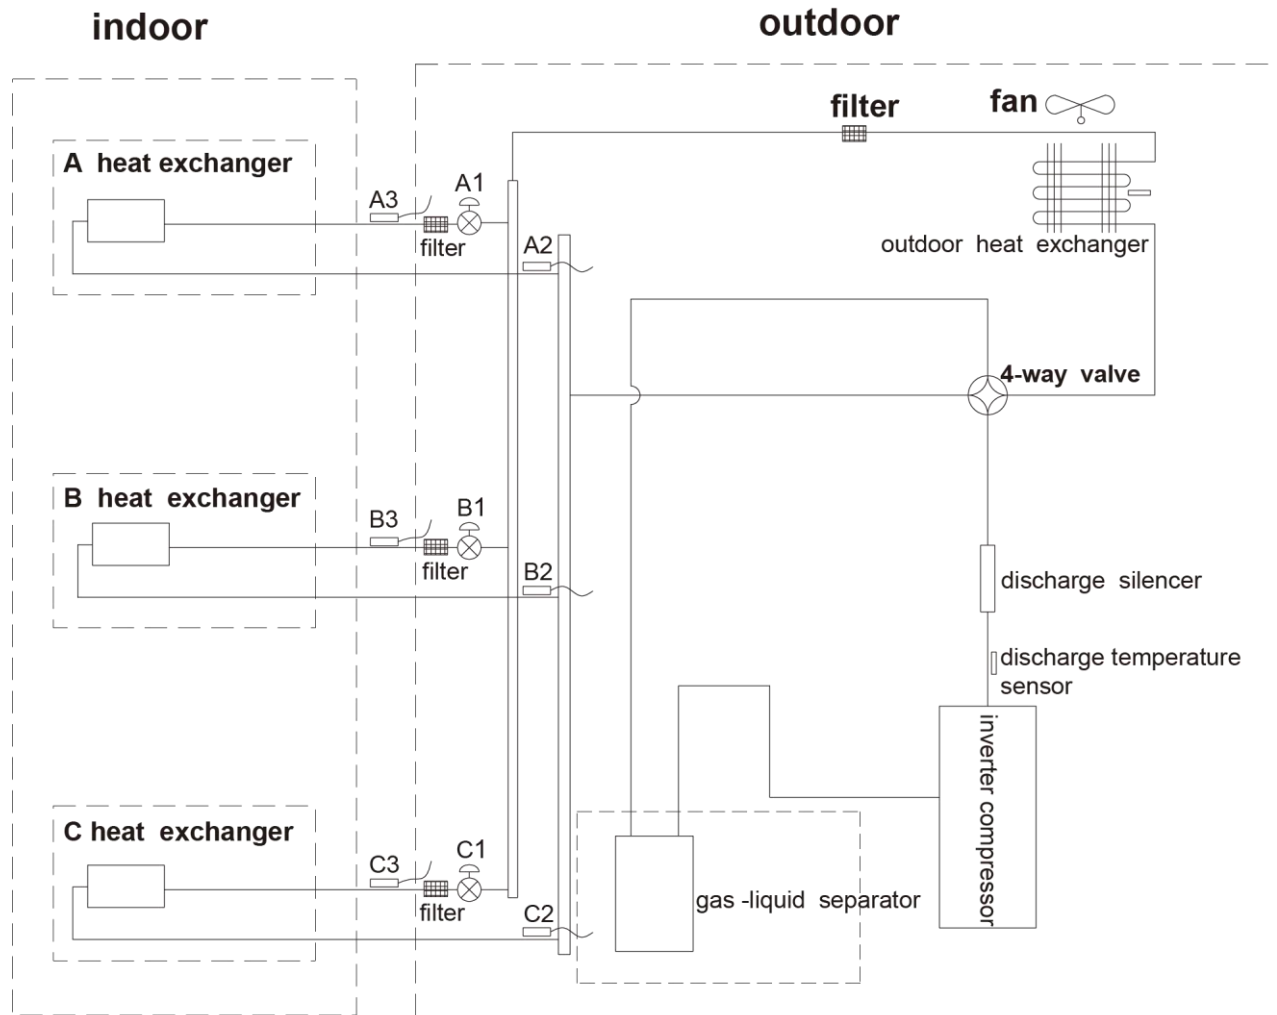 indoor
outdoor
filter
fan
A heat exchanger
A3
A1
filter
A2
outdoor heat exchanger
4-way valve
B heat exchanger
B3
B1
filter
B2
discharge silencer
discharge temperature
sensor
inverter compressor
C heat exchanger
C3
C1
filter
C2
gas -liquid separator